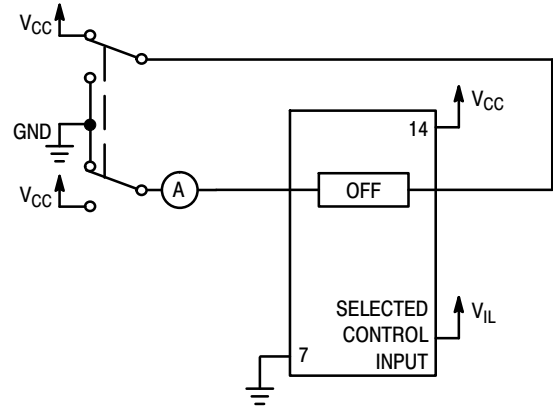 VCC
VCC
14
GND
A
OFF
VCC
SELECTED
CONTROL
INPUT
VIL
7